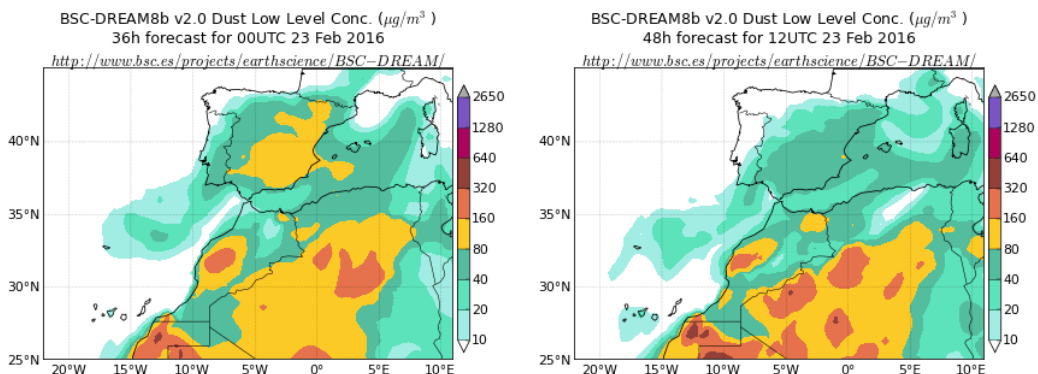 BSC-DREAM8b v2.0 Dust Low Level Conc. (μg/m³ )
36h forecast for 00UTC 23 Feb 2016
http://www.bsc.es/projects/earthscience/BSC−DREAM/
40°N
35°N
30°N
25°N
20°W
15°W
10°W
5°W
0°E
5°E
10°E
2650
1280
640
320
160
80
40
20
10
BSC-DREAM8b v2.0 Dust Low Level Conc. (μg/m³ )
48h forecast for 12UTC 23 Feb 2016
http://www.bsc.es/projects/earthscience/BSC−DREAM/
40°N
35°N
30°N
25°N
20°W
15°W
10°W
5°W
0°E
5°E
10°E
2650
1280
640
320
160
80
40
20
10